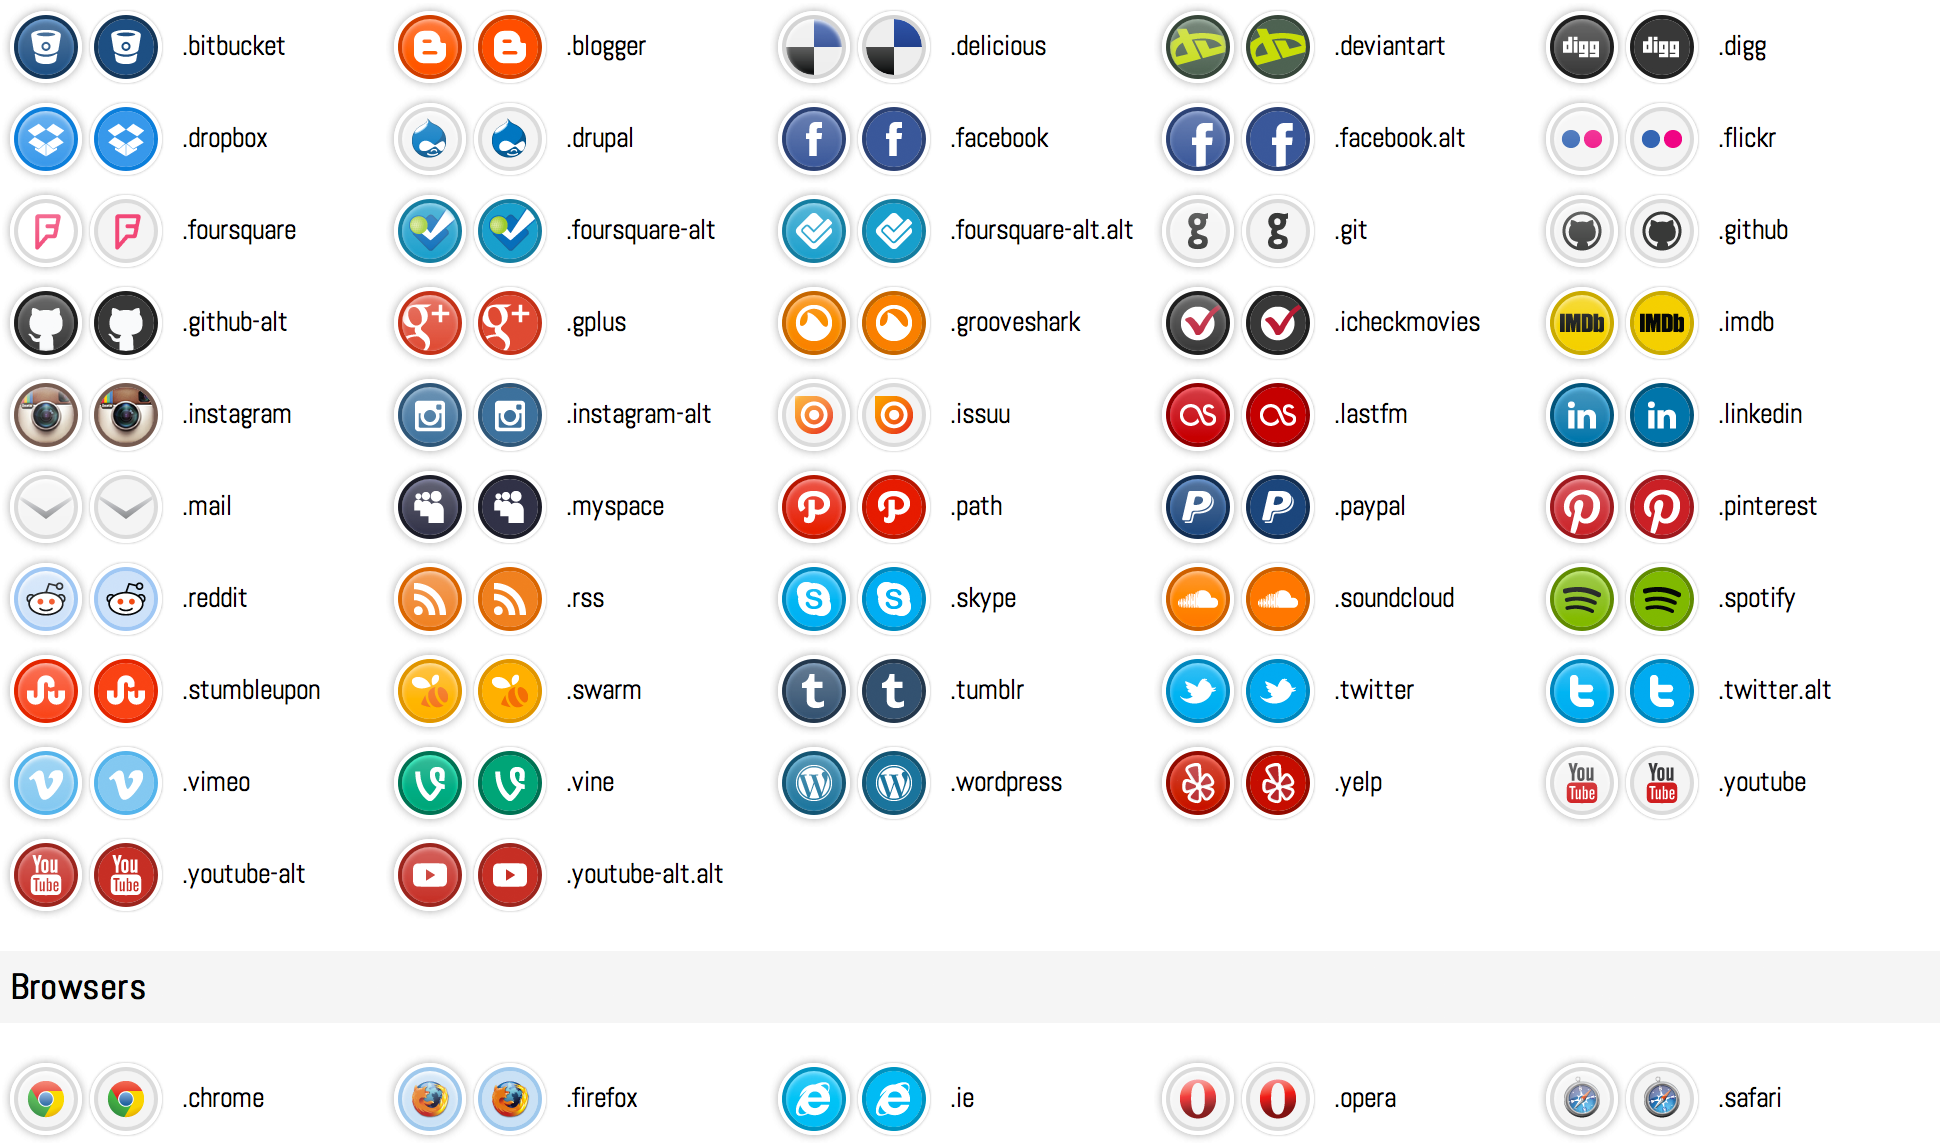 .bitbucket .blogger .delicious .deviantart digg digg .digg
.dropbox .drupal f f .facebook f f .facebook.alt .flickr
.foursquare .foursquare-alt .foursquare-alt.alt g g .git .github
.github-alt g+ g+ .gplus .grooveshark .icheckmovies IMDb IMDb .imdb
.instagram .instagram-alt .issuu as as .lastfm in in .linkedin
.mail .myspace P P .path P P .paypal P P .pinterest
.reddit .rss S S .skype .soundcloud .spotify
.stumbleupon .swarm t t .tumblr .twitter t t .twitter.alt
V V .vimeo V V .vine W W .wordpress .yelp You Tube You Tube .youtube
You Tube You Tube .youtube-alt .youtube-alt.alt
Browsers
.chrome .firefox e e .ie O O .opera .safari